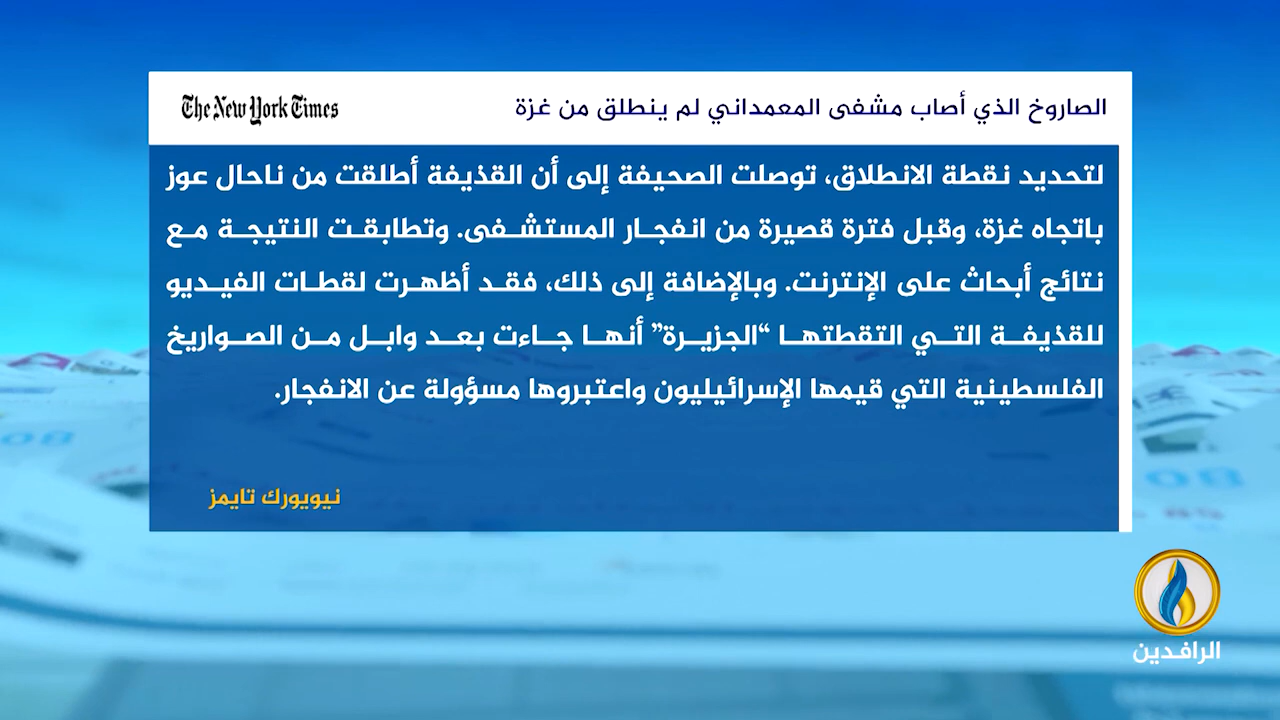 الصاروخ الذي أصاب مشفى المعمداني لم ينطلق من غزة
The New York Times
لتحديد نقطة الانطلاق، توصلت الصحيفة إلى أن القذيفة أطلقت من ناحال عوز
باتجاه غزة، وقبل فترة قصيرة من انفجار المستشفى. وتطابقت النتيجة مع
نتائج أبحاث على الإنترنت. وبالإضافة إلى ذلك، فقد أظهرت لقطات الفيديو
للقذيفة التي التقطتها “الجزيرة” أنها جاءت بعد وابل من الصواريخ
الفلسطينية التي قيمها الإسرائيليون واعتبروها مسؤولة عن الانفجار.
نيويورك تايمز
الرافدين